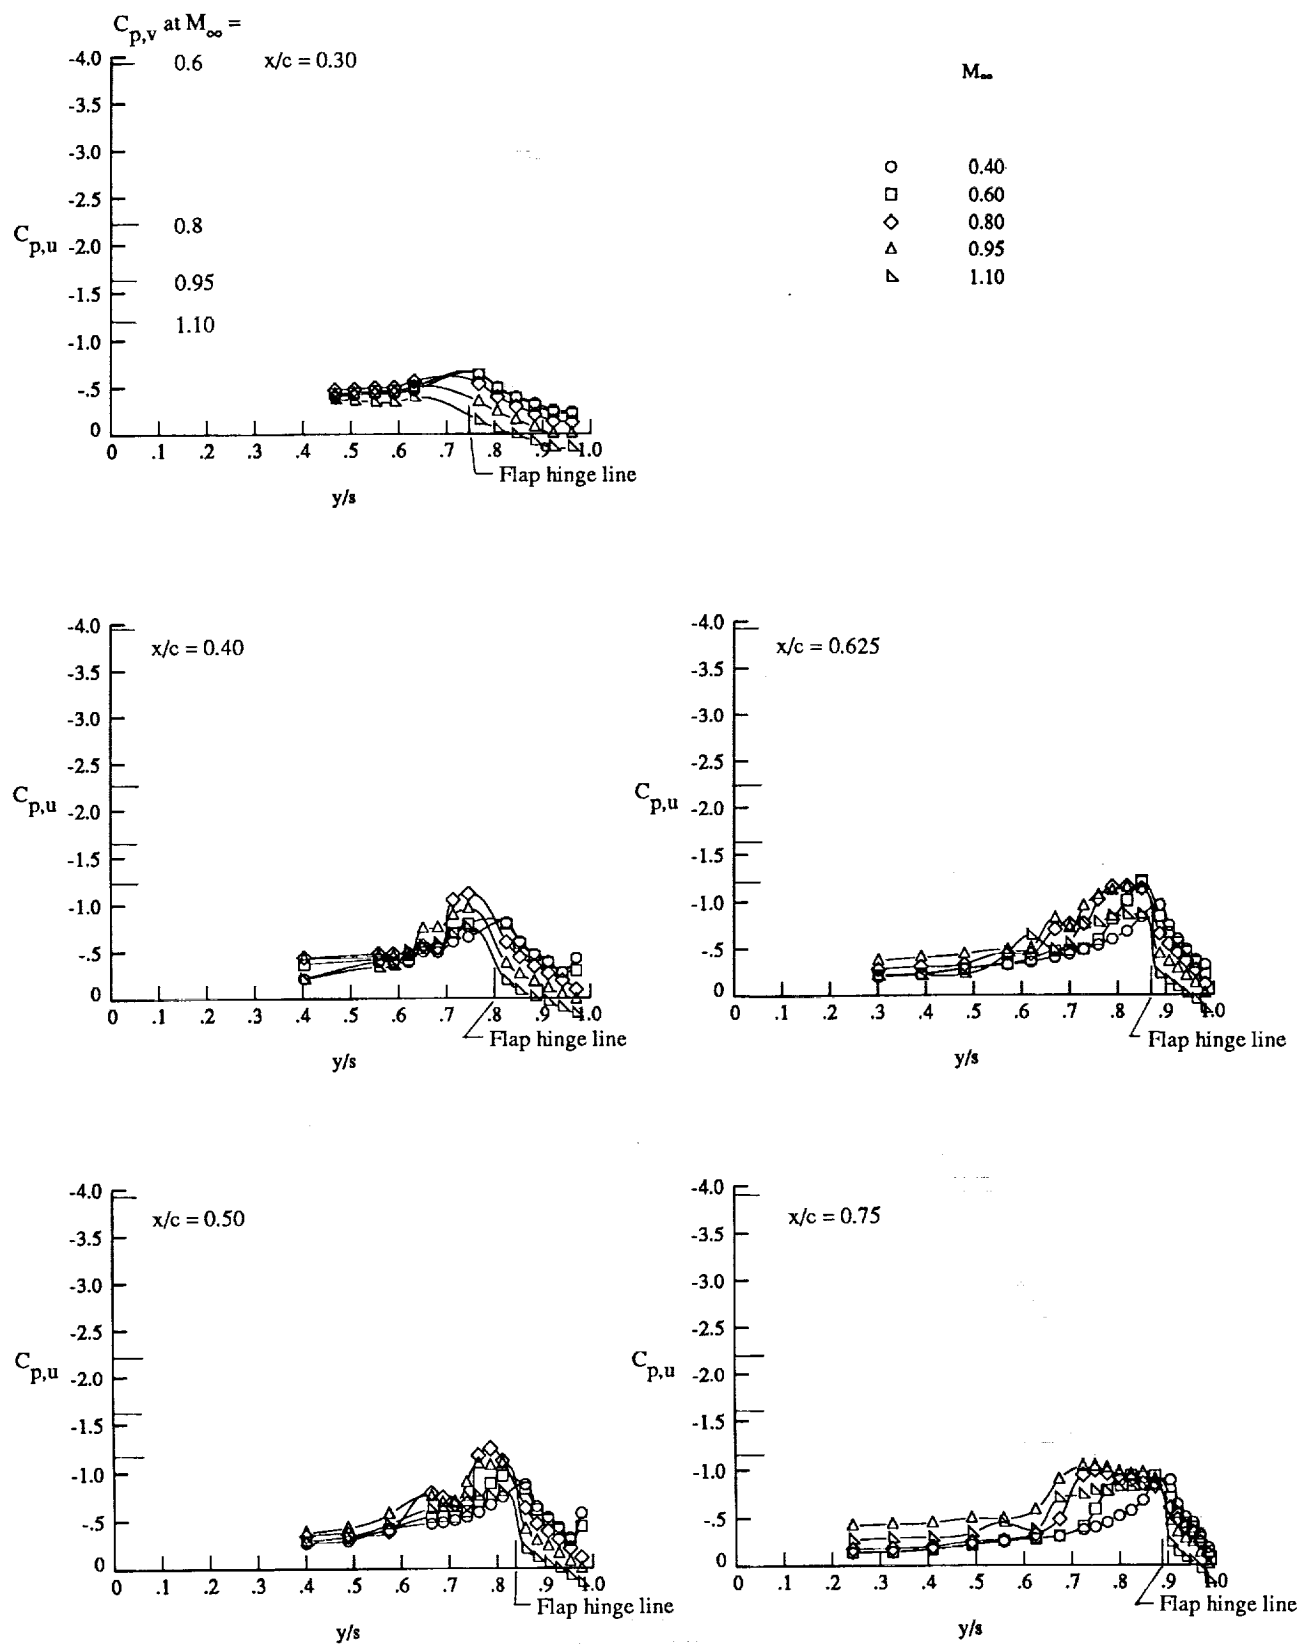 C_{p,v} at M_∞ =
0.6 x/c = 0.30
-4.0
-3.5
-3.0
-2.5
C_{p,u}
-2.0
-1.5
-1.0
-.5
0
0.8
0.95
1.10
0 .1 .2 .3 .4 .5 .6 .7 .8 .9 1.0
Flap hinge line
y/s
M_∞
0.40
0.60
0.80
0.95
1.10
x/c = 0.40
-4.0
-3.5
-3.0
-2.5
C_{p,u}
-2.0
-1.5
-1.0
-.5
0
0 .1 .2 .3 .4 .5 .6 .7 .8 .9 1.0
Flap hinge line
y/s
x/c = 0.625
-4.0
-3.5
-3.0
-2.5
C_{p,u}
-2.0
-1.5
-1.0
-.5
0
0 .1 .2 .3 .4 .5 .6 .7 .8 .9 1.0
Flap hinge line
y/s
x/c = 0.50
-4.0
-3.5
-3.0
-2.5
C_{p,u}
-2.0
-1.5
-1.0
-.5
0
0 .1 .2 .3 .4 .5 .6 .7 .8 .9 1.0
Flap hinge line
y/s
x/c = 0.75
-4.0
-3.5
-3.0
-2.5
C_{p,u}
-2.0
-1.5
-1.0
-.5
0
0 .1 .2 .3 .4 .5 .6 .7 .8 .9 1.0
Flap hinge line
y/s